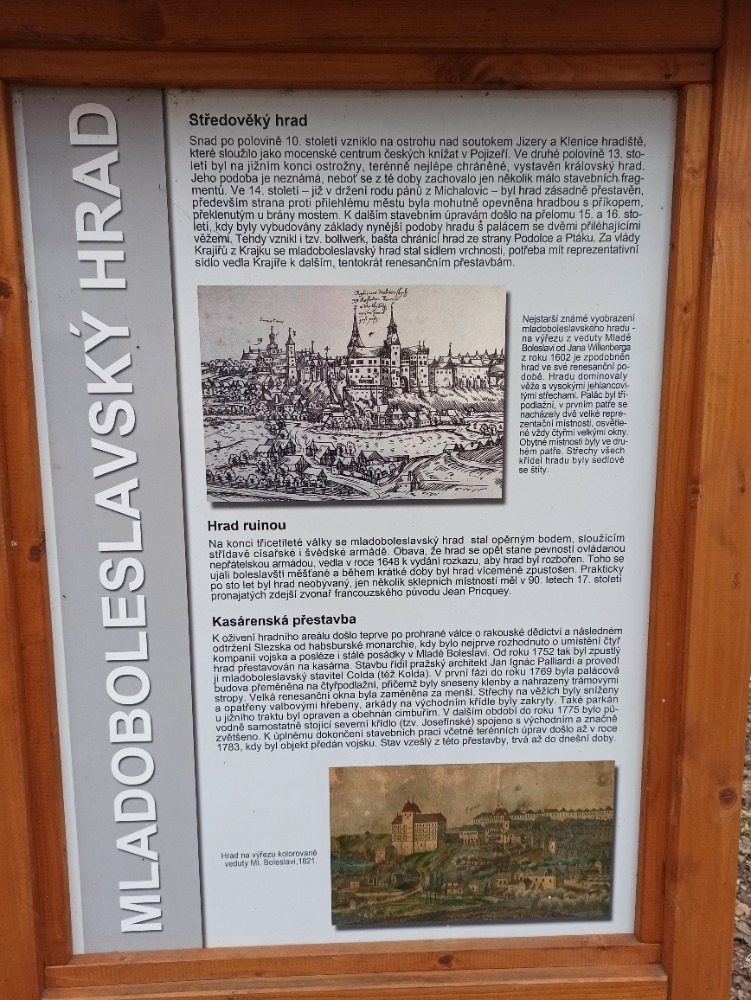 MLADOBOLESLAVSKÝ HRAD
Středověký hrad
Snad po polovině 10. století vzniklo na ostrohu nad soutokem Jizery a Klenice hradiště,
které sloužilo jako mocenské centrum českých knížat v Pojizeří. Ve druhé polovině 13. sto-
letí byl na jižním konci ostrožny, terénně nejlépe chráněné, vystavěn královský hrad.
Jeho podoba je neznámá, neboť se z té doby zachovalo jen několik málo stavebních frag-
mentů. Ve 14. století – již v držení rodu pánů z Michalovic – byl hrad zásadně přestavěn,
především strana proti přilehlému městu byla mohutně opevněna hradbou s příkopem,
překlenutým u brány mostem. K dalším stavebním úpravám došlo na přelomu 15. a 16. sto-
letí, kdy byly vybudovány základy nynější podoby hradu s palácem se dvěmi přiléhajícími
věžemi. Tehdy vznikl i tzv. bollwerk, bašta chránící hrad ze strany Podolce a Ptáku. Za vlády
Krajířů z Krajku se mladoboleslavský hrad stal sídlem vrchnosti, potřeba mít reprezentativní
sídlo vedla Krajíře k dalším, tentokrát renesančním přestavbám.
Nejstarší známé vyobrazení
mladoboleslavského hradu -
na výřezu z veduty Mladé
Boleslavi od Jana Willenberga
z roku 1602 je zpodobněn
hrad ve své renesanční po-
době. Hradu dominovaly
věže s vysokými jehlancovi-
tými střechami. Palác byl tří-
podlažní, v prvním patře se
nacházely dvě velké repre-
zentační místnosti, osvětle-
né vždy čtyřmi velkými okny.
Obytné místnosti byly ve dru-
hém patře. Střechy všech
křídel hradu byly sedlové
se štíty.
Hrad ruinou
Na konci třicetileté války se mladoboleslavský hrad stal opěrným bodem, sloužícím
střídavě císařské i švédské armádě. Obava, že hrad se opět stane pevností ovládanou
nepřátelskou armádou, vedla v roce 1648 k vydání rozkazu, aby hrad byl rozbořen. Toho se
ujali boleslavští měšťané a během krátké doby byl hrad víceméně zpustošen. Prakticky
po sto let byl hrad neobývaný, jen několik sklepních místností měl v 90. letech 17. století
pronajatých zdejší zvonař francouzského původu Jean Pricquey.
Kasárenská přestavba
K oživení hradního areálu došlo teprve po prohrané válce o rakouské dědictví a následném
odtržení Slezska od habsburské monarchie, kdy bylo nejprve rozhodnuto o umístění čtyř
kompanií vojska a posléze i stálé posádky v Mladé Boleslavi. Od roku 1752 tak byl zpustlý
hrad přestavován na kasárna. Stavbu řídil pražský architekt Jan Ignác Palliardi a provedl
ji mladoboleslavský stavitel Colda (též Kolda). V první fázi do roku 1769 byla palácová
budova přeměněna na čtyřpodlažní, přičemž byly sneseny klenby a nahrazeny trámovými
stropy. Velká renesanční okna byla zaměněna za menší. Střechy na věžích byly sníženy
a opatřeny valbovými hřebeny, arkády na východním křídle byly zakryty. Také parkán
u jižního traktu byl opraven a obehnán cimbuřím. V dalším období do roku 1775 bylo pů-
vodně samostatně stojící severní křídlo (tzv. Josefínské) spojeno s východním a značně
zvětšeno. K úplnému dokončení stavebních prací včetně terénních úprav došlo až v roce
1783, kdy byl objekt předán vojsku. Stav vzešlý z této přestavby, trvá až do dnešní doby.
Hrad na výřezu kolorované
veduty Ml. Boleslavi,1821.